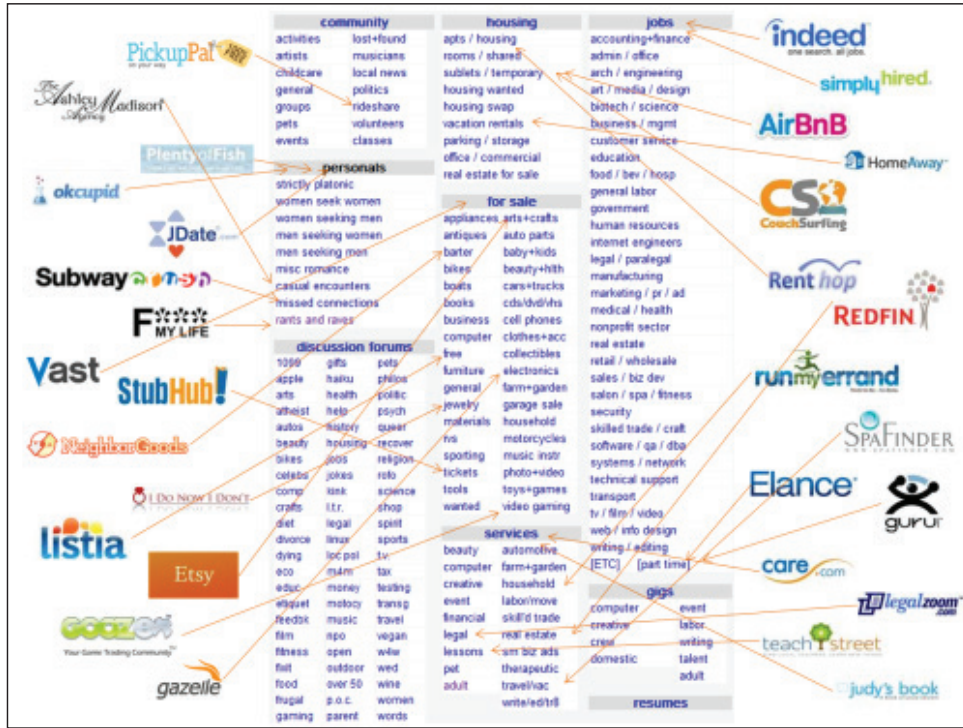 PickupPal
on your way
The Ashley Madison Agency
PlentyofFish
okcupid
JDate.com
Subway
F***
MY LIFE
Vast
StubHub!
NeighborGoods
I DO NOW I DON'T
listia
Etsy
Goozex
Your Game Trading Community
gazelle
community
activities lost+found
artists musicians
childcare local news
general politics
groups rideshare
pets volunteers
events classes
personals
strictly platonic
women seek women
women seeking men
men seeking women
men seeking men
misc romance
casual encounters
missed connections
rants and raves
discussion forums
1099 gifts pets
apple haiku philos
arts health politic
atheist help psych
autos history queer
beauty housing recover
bikes jobs religion
celebs jokes rofo
comp kink science
crafts l.t.r. shop
diet legal spirit
divorce linux sports
dying loc pol t.v.
eco m4m tax
educ money testing
etiquet motocy transg
feedbk music travel
film npo vegan
fitness open w4w
fixit outdoor wed
food over 50 wine
frugal p.o.c. women
gaming parent words
housing
apts / housing
rooms / shared
sublets / temporary
housing wanted
housing swap
vacation rentals
parking / storage
office / commercial
real estate for sale
for sale
appliances arts+crafts
antiques auto parts
barter baby+kids
bikes beauty+hlth
boats cars+trucks
books cds/dvd/vhs
business cell phones
computer clothes+acc
free collectibles
furniture electronics
general farm+garden
jewelry garage sale
materials household
rvs motorcycles
sporting music instr
tickets photo+video
tools toys+games
wanted video gaming
services
beauty automotive
computer farm+garden
creative household
event labor/move
financial skill'd trade
legal real estate
lessons sm biz ads
pet therapeutic
adult travel/vac
write/ed/tr8
jobs
accounting+finance
admin / office
arch / engineering
art / media / design
biotech / science
business / mgmt
customer service
education
food / bev / hosp
general labor
government
human resources
internet engineers
legal / paralegal
manufacturing
marketing / pr / ad
medical / health
nonprofit sector
real estate
retail / wholesale
sales / biz dev
salon / spa / fitness
security
skilled trade / craft
software / qa / dba
systems / network
technical support
transport
tv / film / video
web / info design
writing / editing
[ETC] [part time]
gigs
computer event
creative labor
crew writing
domestic talent
adult
resumes
indeed
one search. all jobs.
simplyhired
AirBnB
HomeAway
CS
CouchSurfing
Rent hop
REDFIN
runmyerrand
SPAFINDER
WWW.SPAFINDER.COM
Elance
guru
care.com
legalzoom
.com
teachstreet
judy's book